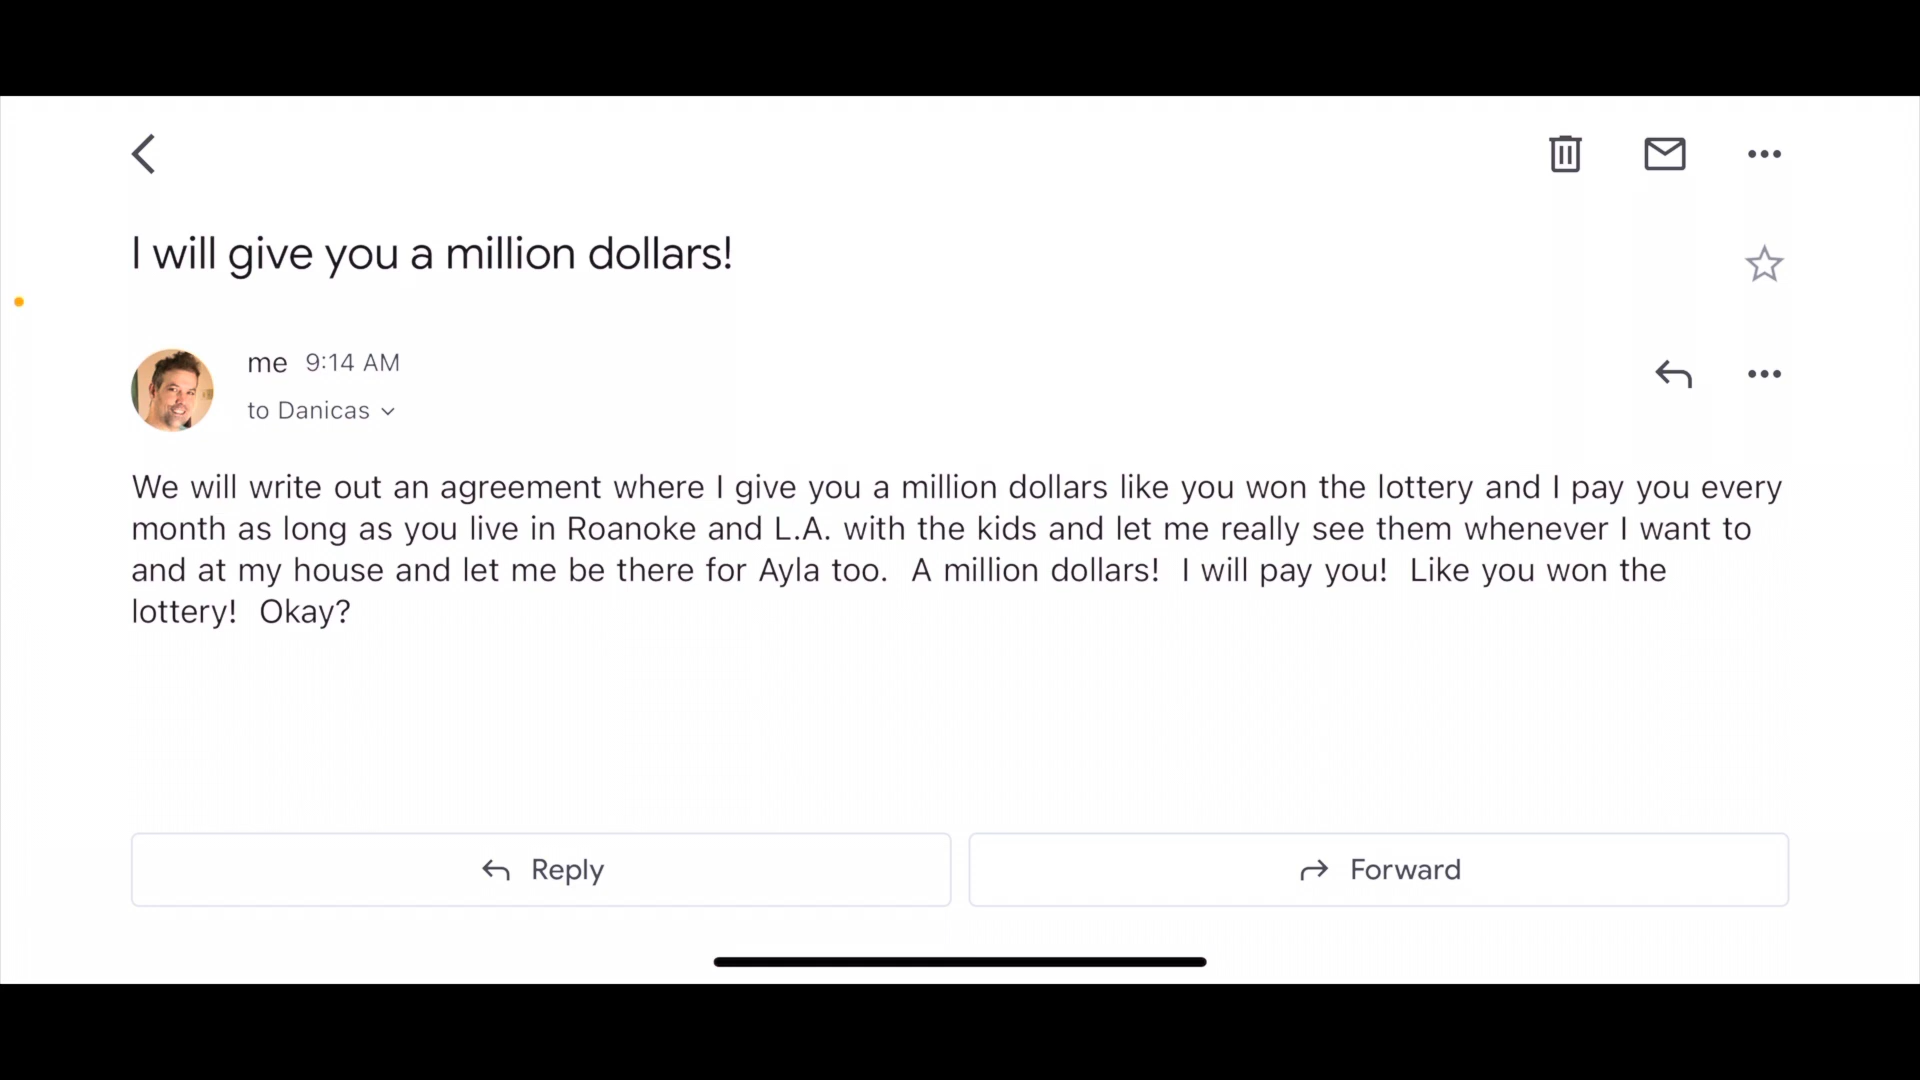 I will give you a million dollars!
me 9:14 AM
to Danicas
We will write out an agreement where I give you a million dollars like you won the lottery and I pay you every
month as long as you live in Roanoke and L.A. with the kids and let me really see them whenever I want to
and at my house and let me be there for Ayla too.  A million dollars!  I will pay you!  Like you won the
lottery!  Okay?
Reply
Forward